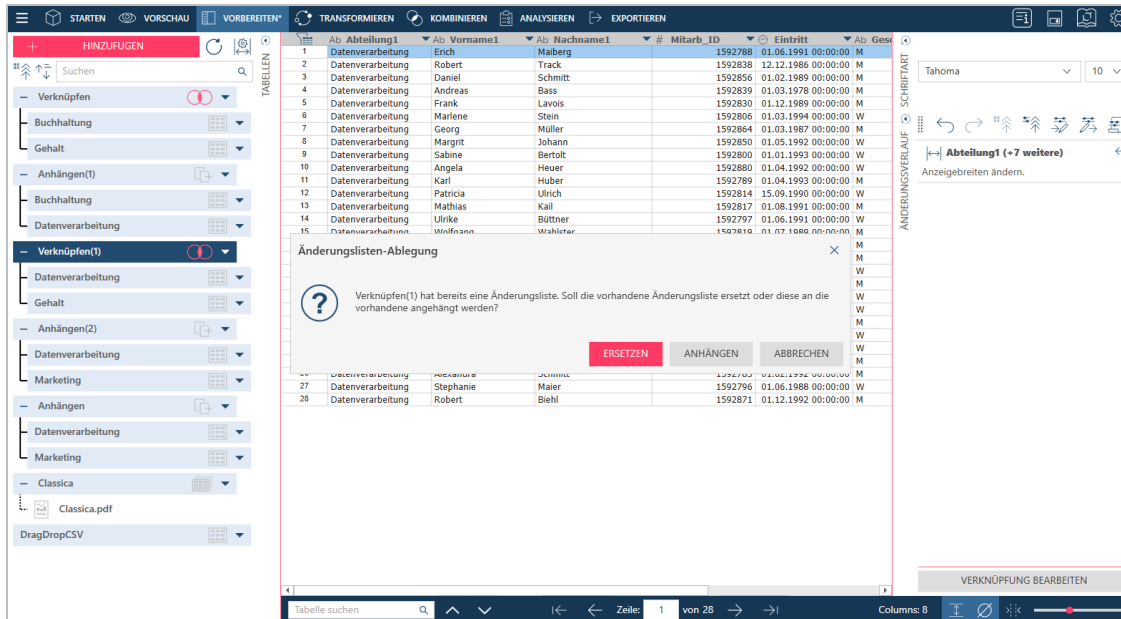 STARTEN VORSCHAU VORBEREITEN* TRANSFORMIEREN KOMBINIEREN ANALYSIEREN EXPORTIEREN
HINZUFÜGEN
Suchen
TABELLEN
Verknüpfen
Buchhaltung
Gehalt
Anhängen(1)
Buchhaltung
Datenverarbeitung
Verknüpfen(1)
Datenverarbeitung
Gehalt
Anhängen(2)
Datenverarbeitung
Marketing
Anhängen
Datenverarbeitung
Marketing
Classica
Classica.pdf
DragDropCSV
Ab Abteilung1 Ab Vorname1 Ab Nachname1 # Mitarb_ID Eintritt Ab Gesc
1 Datenverarbeitung Erich Maiberg 1592788 01.06.1991 00:00:00 M
2 Datenverarbeitung Robert Track 1592838 12.12.1986 00:00:00 M
3 Datenverarbeitung Daniel Schmitt 1592856 01.02.1989 00:00:00 M
4 Datenverarbeitung Andreas Bass 1592839 01.03.1978 00:00:00 M
5 Datenverarbeitung Frank Lavois 1592830 01.12.1989 00:00:00 M
6 Datenverarbeitung Marlene Stein 1592806 01.03.1994 00:00:00 W
7 Datenverarbeitung Georg Müller 1592864 01.03.1987 00:00:00 M
8 Datenverarbeitung Margrit Johann 1592850 01.05.1992 00:00:00 W
9 Datenverarbeitung Sabine Bertolt 1592800 01.01.1993 00:00:00 W
10 Datenverarbeitung Angela Heuer 1592880 01.04.1992 00:00:00 W
11 Datenverarbeitung Karl Huber 1592789 01.04.1993 00:00:00 M
12 Datenverarbeitung Patricia Ulrich 1592814 15.09.1990 00:00:00 W
13 Datenverarbeitung Mathias Kail 1592817 01.08.1991 00:00:00 M
14 Datenverarbeitung Ulrike Büttner 1592797 01.06.1991 00:00:00 W
15 Datenverarbeitung Wolfgang Wahlster 1592819 01.07.1989 00:00:00 M
M
M
W
M
W
W
M
W
W
M
Änderungslisten-Ablegung
Verknüpfen(1) hat bereits eine Änderungsliste. Soll die vorhandene Änderungsliste ersetzt oder diese an die
vorhandene angehängt werden?
ERSETZEN ANHÄNGEN ABBRECHEN
27 Datenverarbeitung Stephanie Maier 1592796 01.06.1988 00:00:00 W
28 Datenverarbeitung Robert Biehl 1592871 01.12.1992 00:00:00 M
SCHRIFTART
Tahoma 10
ÄNDERUNGSVERLAUF
Abteilung1 (+7 weitere)
Anzeigebreiten ändern.
VERKNÜPFUNG BEARBEITEN
Tabelle suchen Zeile: 1 von 28 Columns: 8